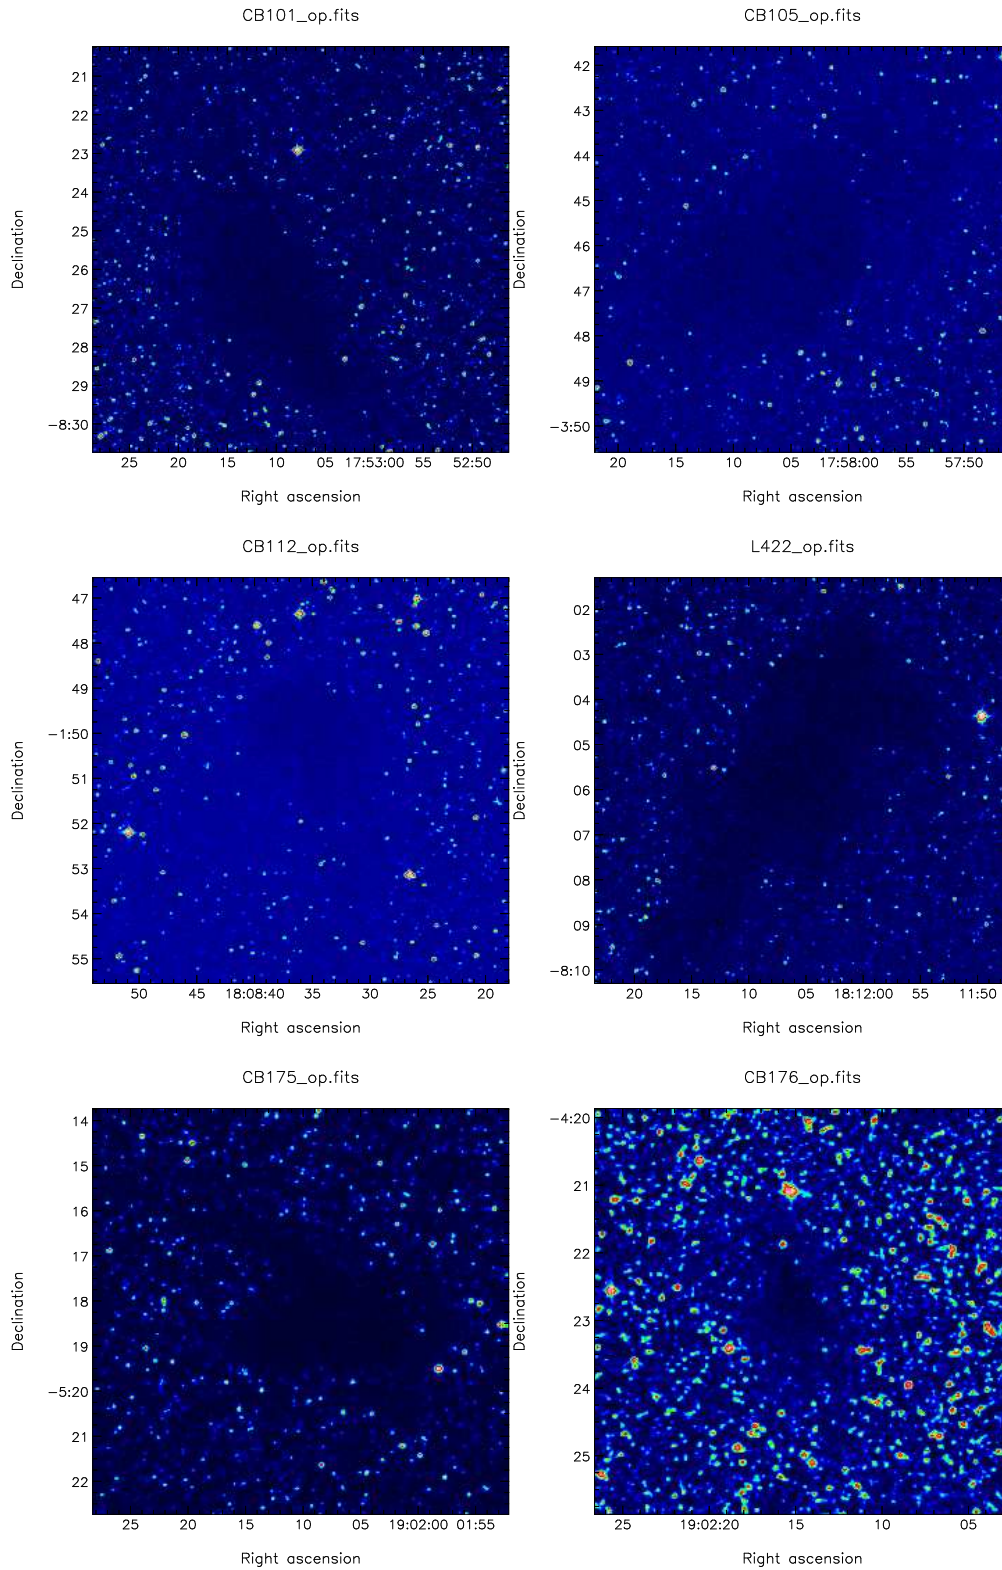 CB101_op.fits
21
22
23
24
25
26
27
28
29
−8:30
25 20 15 10 05 17:53:00 55 52:50
Declination
Right ascension
CB105_op.fits
42
43
44
45
46
47
48
49
−3:50
20 15 10 05 17:58:00 55 57:50
Declination
Right ascension
CB112_op.fits
47
48
49
−1:50
51
52
53
54
55
50 45 18:08:40 35 30 25 20
Declination
Right ascension
L422_op.fits
02
03
04
05
06
07
08
09
−8:10
20 15 10 05 18:12:00 55 11:50
Declination
Right ascension
CB175_op.fits
14
15
16
17
18
19
−5:20
21
22
25 20 15 10 05 19:02:00 01:55
Declination
Right ascension
CB176_op.fits
−4:20
21
22
23
24
25
25 19:02:20 15 10 05
Declination
Right ascension